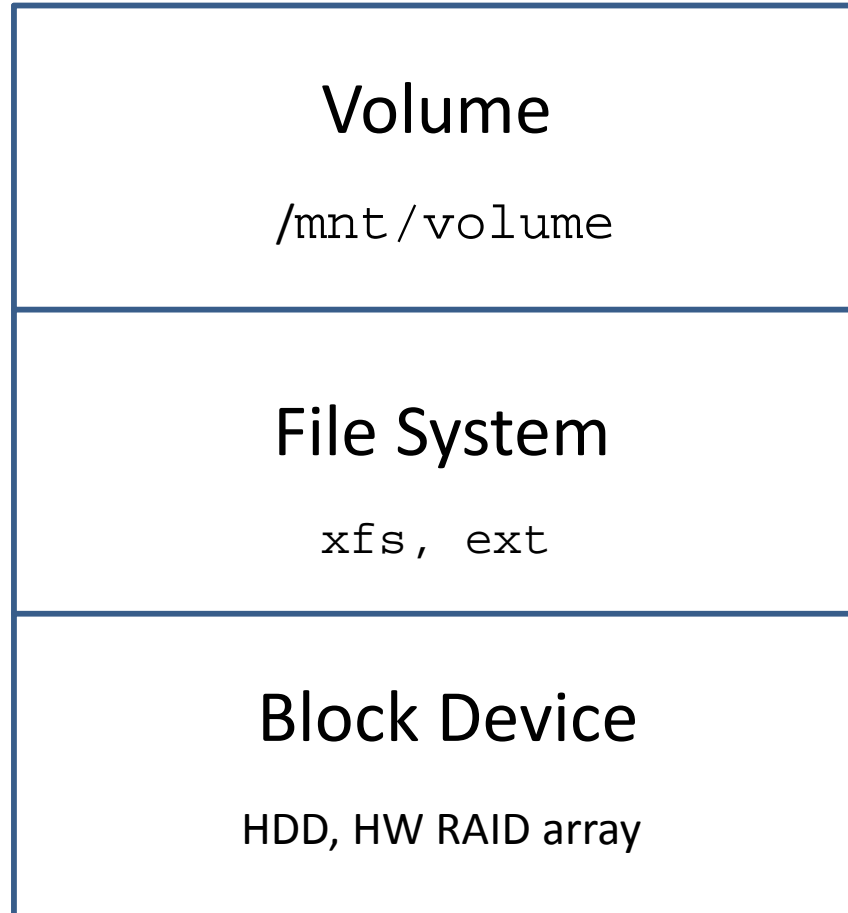 Volume
/mnt/volume
File System
xfs, ext
Block Device
HDD, HW RAID array